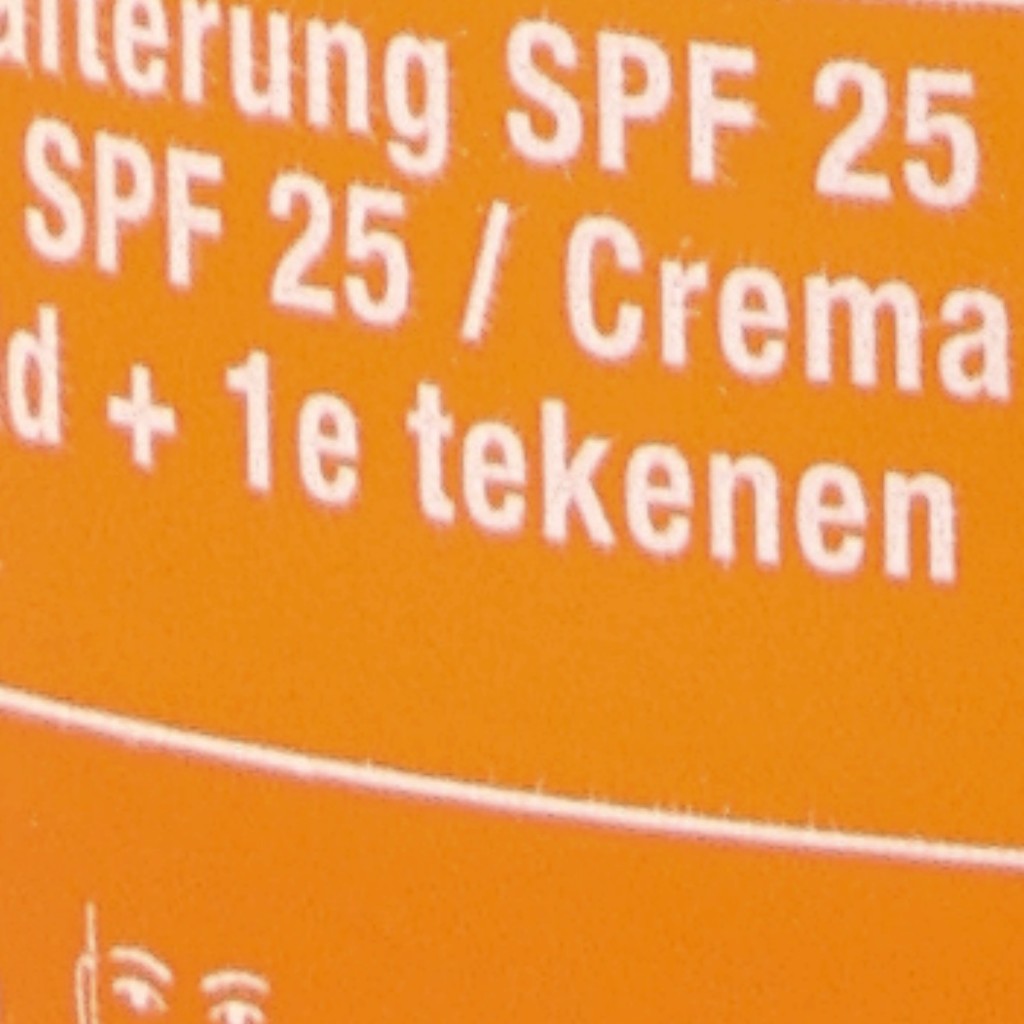 alterung SPF 25
SPF 25 / Crema
d + 1e tekenen